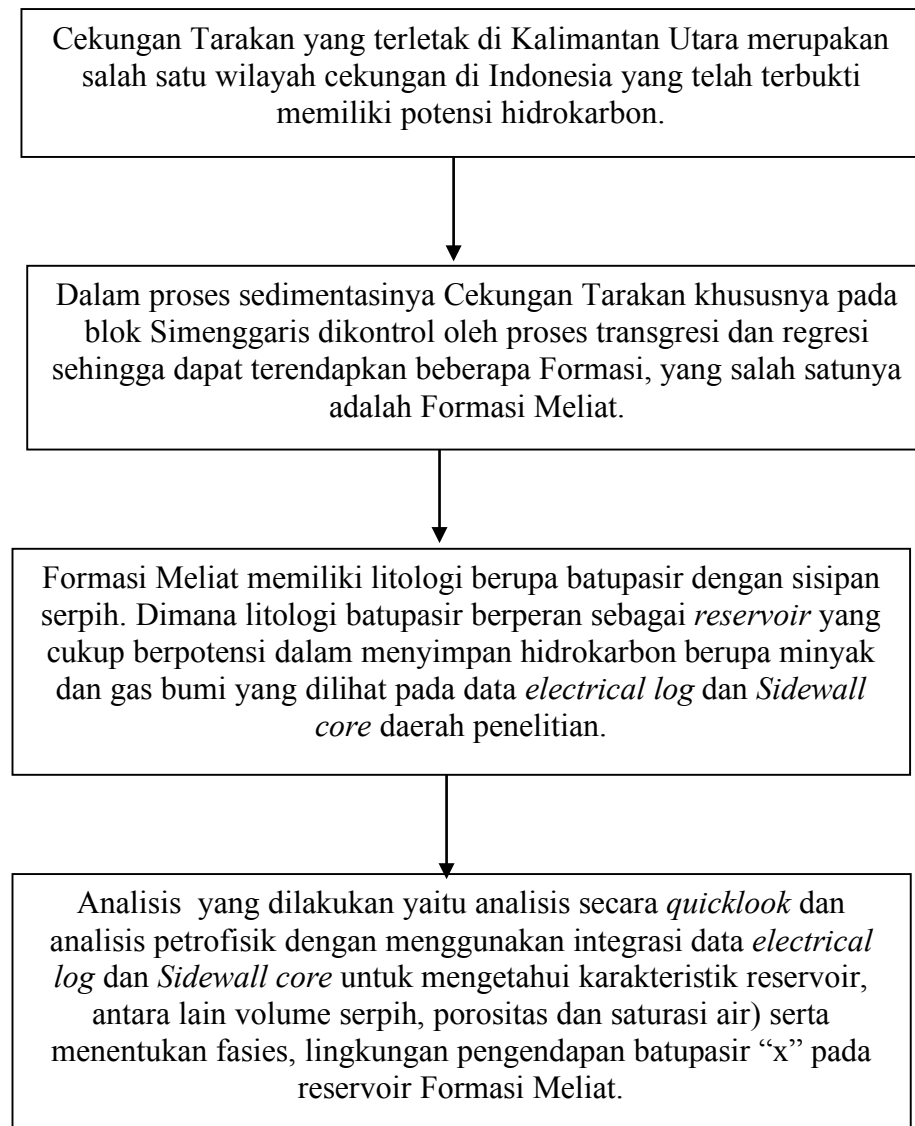 Cekungan Tarakan yang terletak di Kalimantan Utara merupakan
salah satu wilayah cekungan di Indonesia yang telah terbukti
memiliki potensi hidrokarbon.
Dalam proses sedimentasinya Cekungan Tarakan khususnya pada
blok Simenggaris dikontrol oleh proses transgresi dan regresi
sehingga dapat terendapkan beberapa Formasi, yang salah satunya
adalah Formasi Meliat.
Formasi Meliat memiliki litologi berupa batupasir dengan sisipan
serpih. Dimana litologi batupasir berperan sebagai reservoir yang
cukup berpotensi dalam menyimpan hidrokarbon berupa minyak
dan gas bumi yang dilihat pada data electrical log dan Sidewall
core daerah penelitian.
Analisis yang dilakukan yaitu analisis secara quicklook dan
analisis petrofisik dengan menggunakan integrasi data electrical
log dan Sidewall core untuk mengetahui karakteristik reservoir,
antara lain volume serpih, porositas dan saturasi air) serta
menentukan fasies, lingkungan pengendapan batupasir “x” pada
reservoir Formasi Meliat.